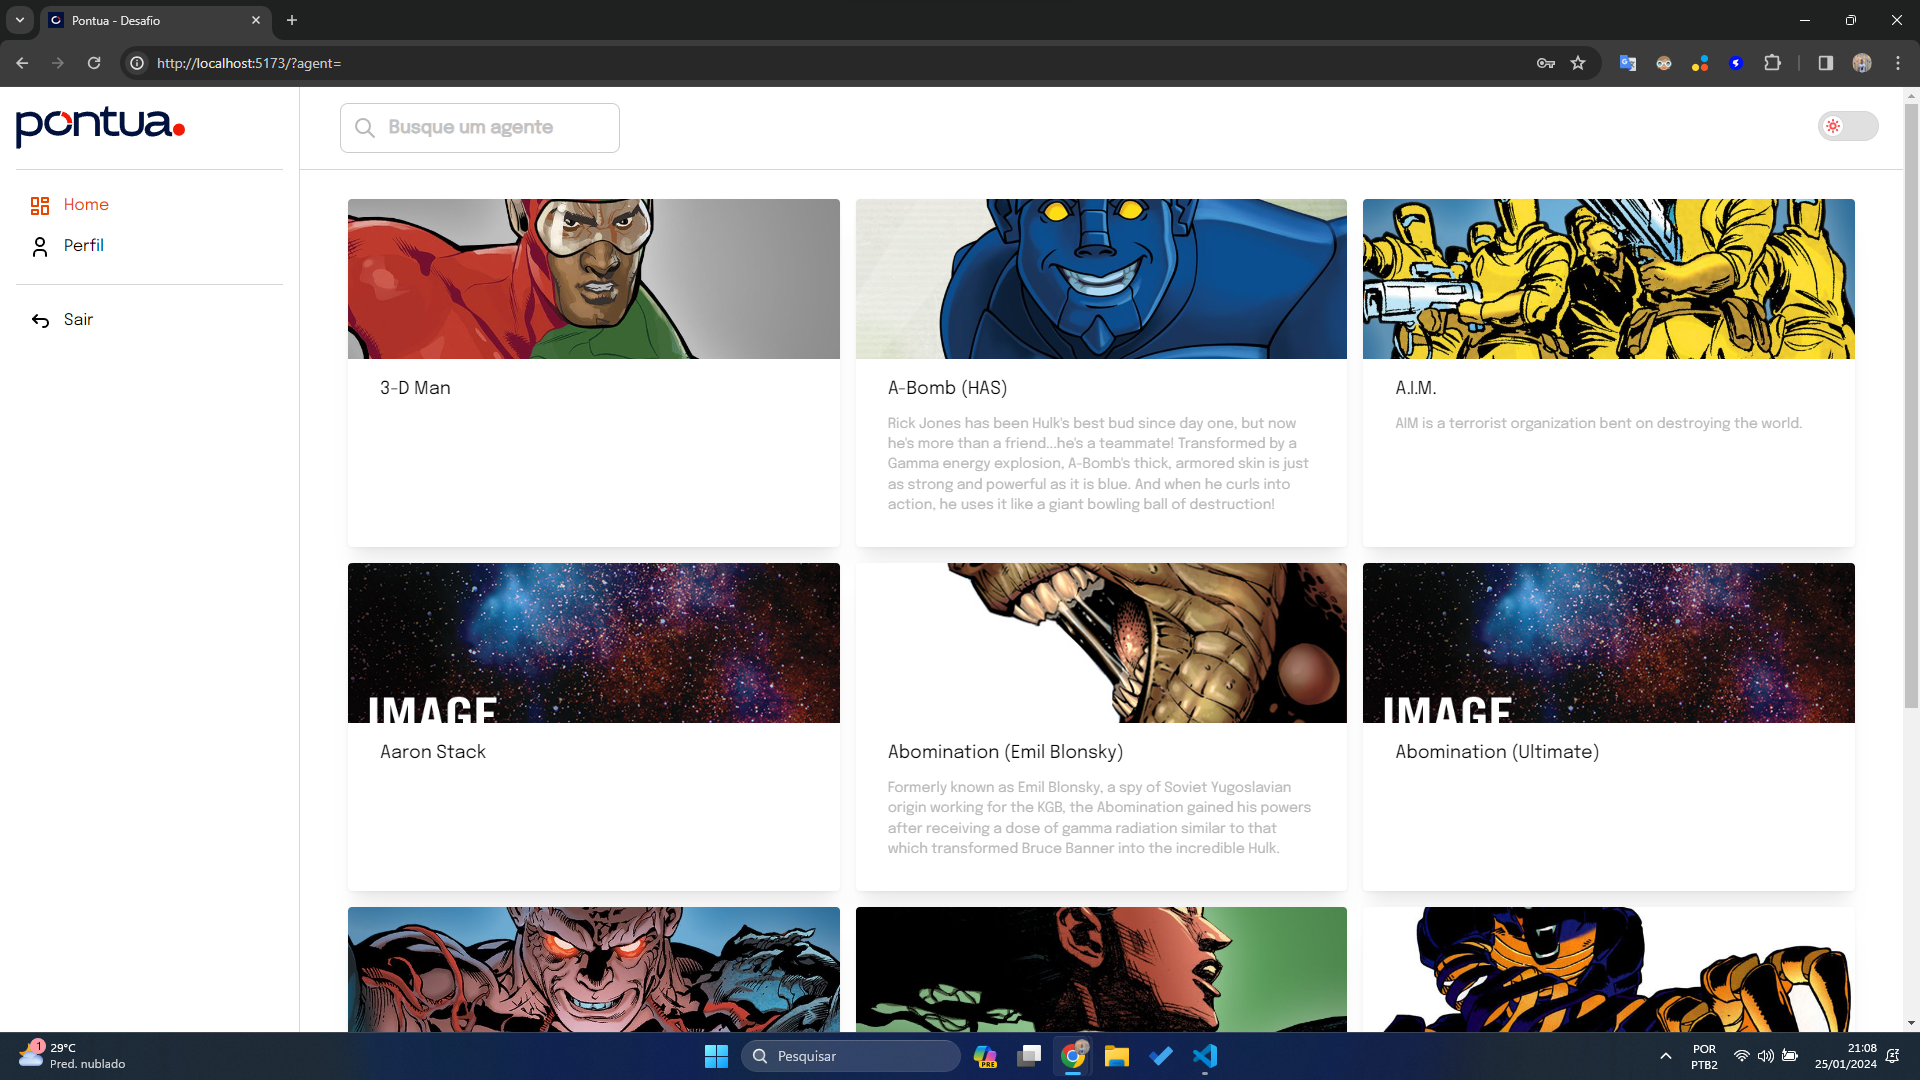 Pontua - Desafio
http://localhost:5173/?agent=
pontua.
Busque um agente
Home
Perfil
Sair
3-D Man
A-Bomb (HAS)
Rick Jones has been Hulk's best bud since day one, but now
he's more than a friend...he's a teammate! Transformed by a
Gamma energy explosion, A-Bomb's thick, armored skin is just
as strong and powerful as it is blue. And when he curls into
action, he uses it like a giant bowling ball of destruction!
A.I.M.
AIM is a terrorist organization bent on destroying the world.
IMAGE
Aaron Stack
Abomination (Emil Blonsky)
Formerly known as Emil Blonsky, a spy of Soviet Yugoslavian
origin working for the KGB, the Abomination gained his powers
after receiving a dose of gamma radiation similar to that
which transformed Bruce Banner into the incredible Hulk.
IMAGE
Abomination (Ultimate)
1
29°C
Pred. nublado
Pesquisar
PRE
POR
PTB2
21:08
25/01/2024